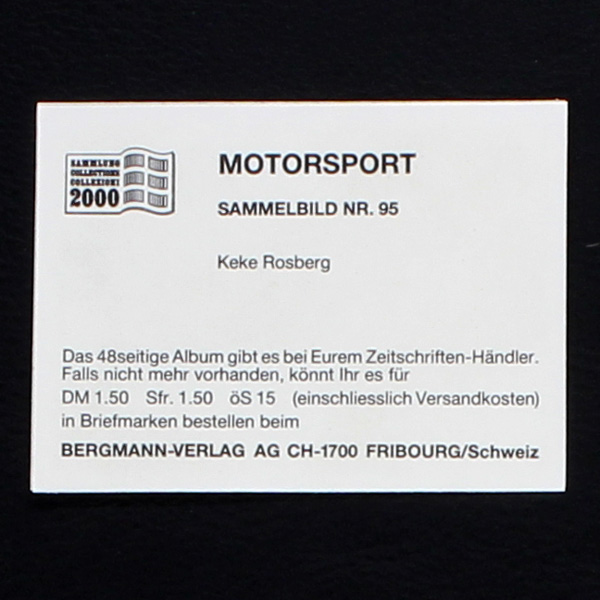 SAMMLUNG
COLLECTIONS
COLLEZIONI
2000
MOTORSPORT
SAMMELBILD NR. 95
Keke Rosberg
Das 48seitige Album gibt es bei Eurem Zeitschriften-Händler.
Falls nicht mehr vorhanden, könnt Ihr es für
DM 1.50 Sfr. 1.50 öS 15 (einschliesslich Versandkosten)
in Briefmarken bestellen beim
BERGMANN-VERLAG AG CH-1700 FRIBOURG/Schweiz